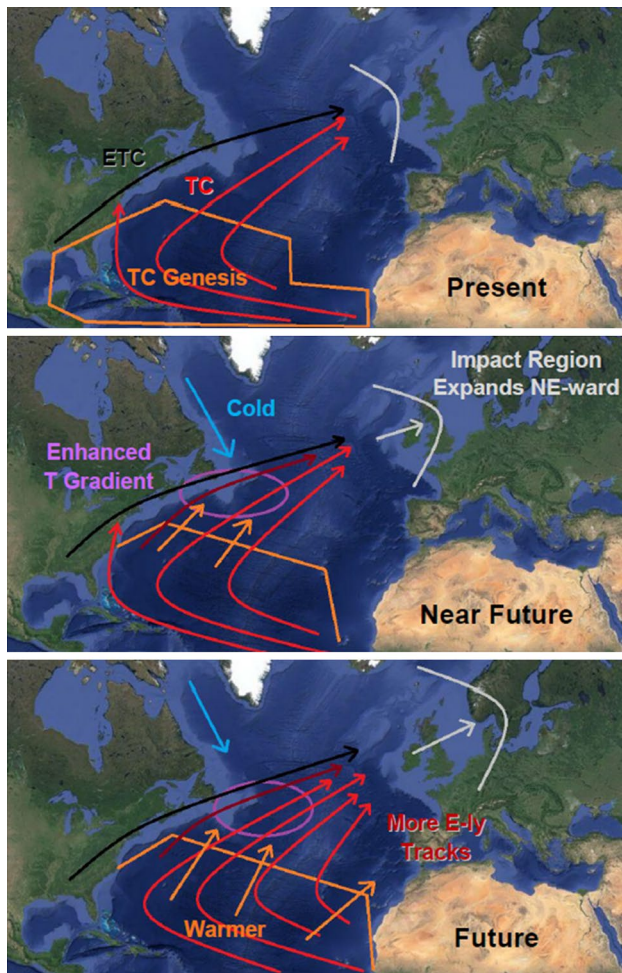 ETC
TC
TC Genesis
Present
Impact Region
Expands NE-ward
Cold
Enhanced
T Gradient
Near Future
More E-ly
Tracks
Warmer
Future